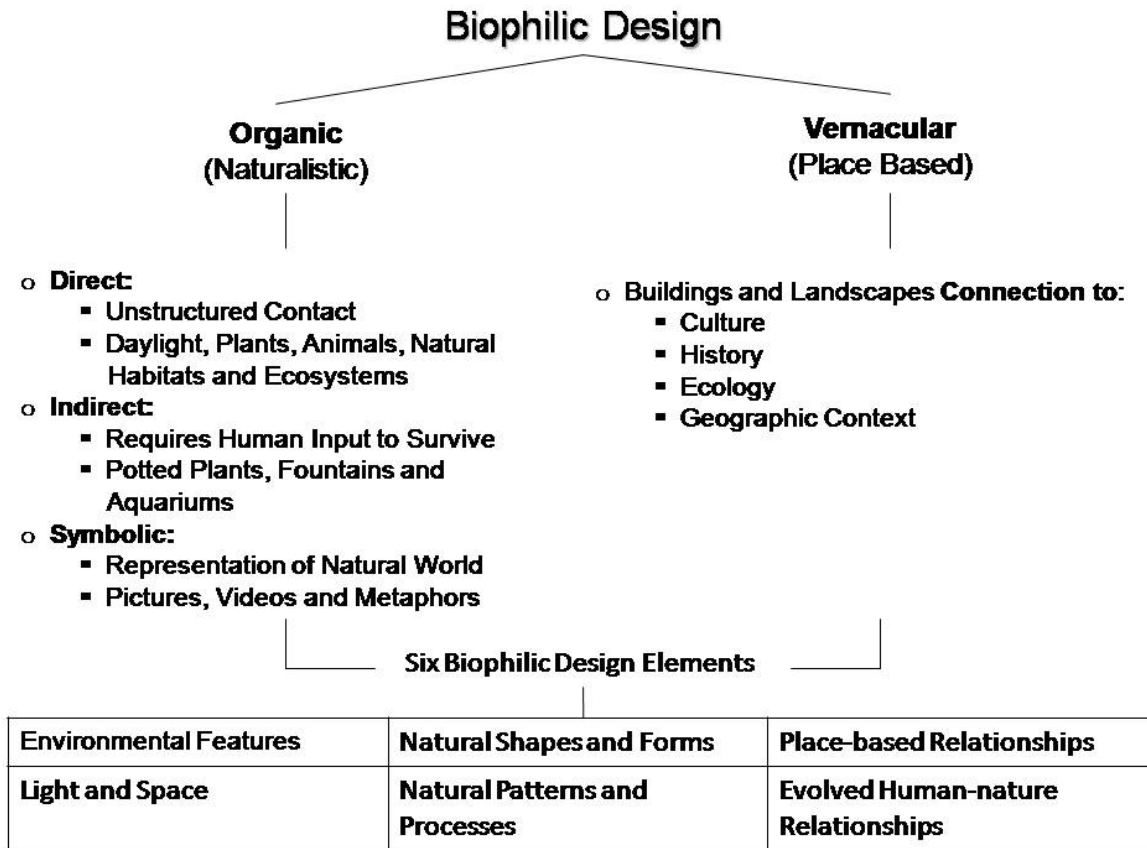 Biophilic Design
Organic
(Naturalistic)
Vernacular
(Place Based)
o Direct:
▪ Unstructured Contact
▪ Daylight, Plants, Animals, Natural
Habitats and Ecosystems
o Indirect:
▪ Requires Human Input to Survive
▪ Potted Plants, Fountains and
Aquariums
o Symbolic:
▪ Representation of Natural World
▪ Pictures, Videos and Metaphors
o Buildings and Landscapes Connection to:
▪ Culture
▪ History
▪ Ecology
▪ Geographic Context
Six Biophilic Design Elements
Environmental Features
Natural Shapes and Forms
Place-based Relationships
Light and Space
Natural Patterns and
Processes
Evolved Human-nature
Relationships